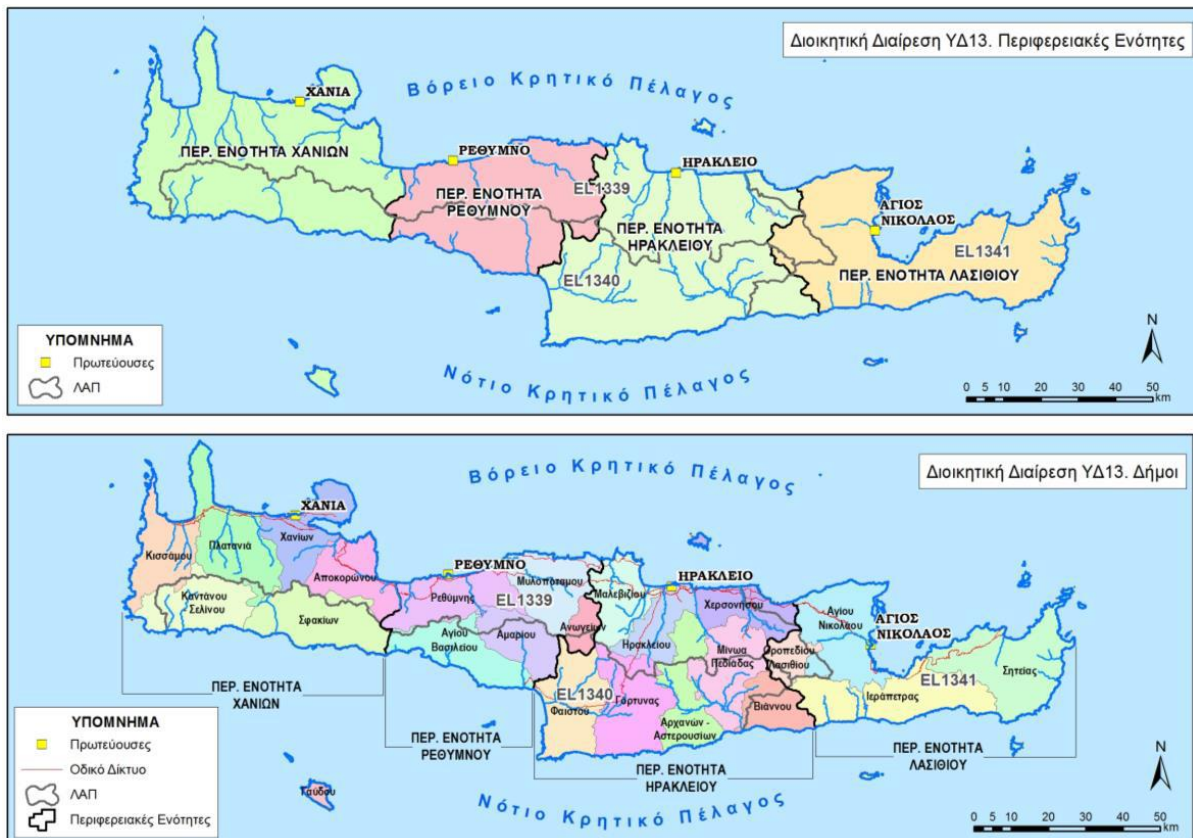 Διοικητική Διαίρεση ΥΔ13. Περιφερειακές Ενότητες
Βόρειο Κρητικό Πέλαγος
ΧΑΝΙΑ
ΡΕΘΥΜΝΟ
ΗΡΑΚΛΕΙΟ
ΠΕΡ. ΕΝΟΤΗΤΑ ΧΑΝΙΩΝ
EL1339
ΠΕΡ. ΕΝΟΤΗΤΑ
ΡΕΘΥΜΝΟΥ
ΑΓΙΟΣ
ΝΙΚΟΛΑΟΣ
ΠΕΡ. ΕΝΟΤΗΤΑ
ΗΡΑΚΛΕΙΟΥ
EL1341
EL1340
ΠΕΡ. ΕΝΟΤΗΤΑ ΛΑΣΙΘΙΟΥ
ΥΠΟΜΝΗΜΑ
Πρωτεύουσες
ΛΑΠ
Νότιο Κρητικό Πέλαγος
N
0 5 10 20 30 40 50
km
Διοικητική Διαίρεση ΥΔ13. Δήμοι
Βόρειο Κρητικό Πέλαγος
ΧΑΝΙΑ
Κισσάμου
Πλατανιά
Χανίων
Αποκορώνου
ΡΕΘΥΜΝΟ
ΗΡΑΚΛΕΙΟ
Μυλοποτάμου
Μαλεβιζίου
Χερσονήσου
Καντάνου
Σελίνου
Σφακίων
Ρεθύμνης
EL1339
Ανωγείων
Αγίου
Βασιλείου
Αμαρίου
Ηρακλείου
Μινώα
Πεδιάδας
Αγίου
Νικολάου
ΑΓΙΟΣ
ΝΙΚΟΛΑΟΣ
Οροπεδίου
Λασιθίου
Σητείας
EL1341
Ιεράπετρας
EL1340
Φαιστού
Γόρτυνας
Αρχανών -
Αστερουσίων
Βιάννου
ΠΕΡ. ΕΝΟΤΗΤΑ
ΧΑΝΙΩΝ
ΠΕΡ. ΕΝΟΤΗΤΑ
ΡΕΘΥΜΝΟΥ
ΠΕΡ. ΕΝΟΤΗΤΑ
ΗΡΑΚΛΕΙΟΥ
ΠΕΡ. ΕΝΟΤΗΤΑ
ΛΑΣΙΘΙΟΥ
ΥΠΟΜΝΗΜΑ
Πρωτεύουσες
Οδικό Δίκτυο
ΛΑΠ
Περιφερειακές Ενότητες
Γαύδου
Νότιο Κρητικό Πέλαγος
N
0 5 10 20 30 40 50
km